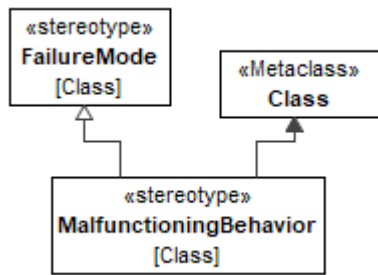 «stereotype»
FailureMode
[Class]
«Metaclass»
Class
«stereotype»
MalfunctioningBehavior
[Class]